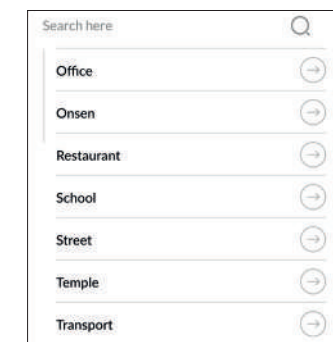 Search here
Office
Onsen
Restaurant
School
Street
Temple
Transport